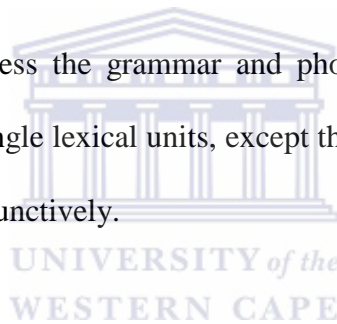 ess the grammar and pho
ngle lexical units, except th
unctively.
UNIVERSITY of the
WESTERN CAPE